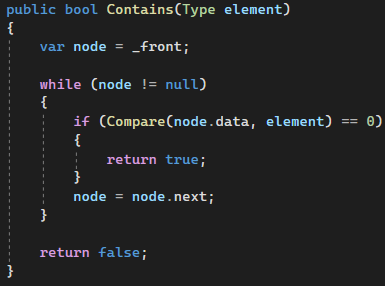 public bool Contains(Type element)
{
    var node = _front;

    while (node != null)
    {
        if (Compare(node.data, element) == 0)
        {
            return true;
        }
        node = node.next;
    }

    return false;
}